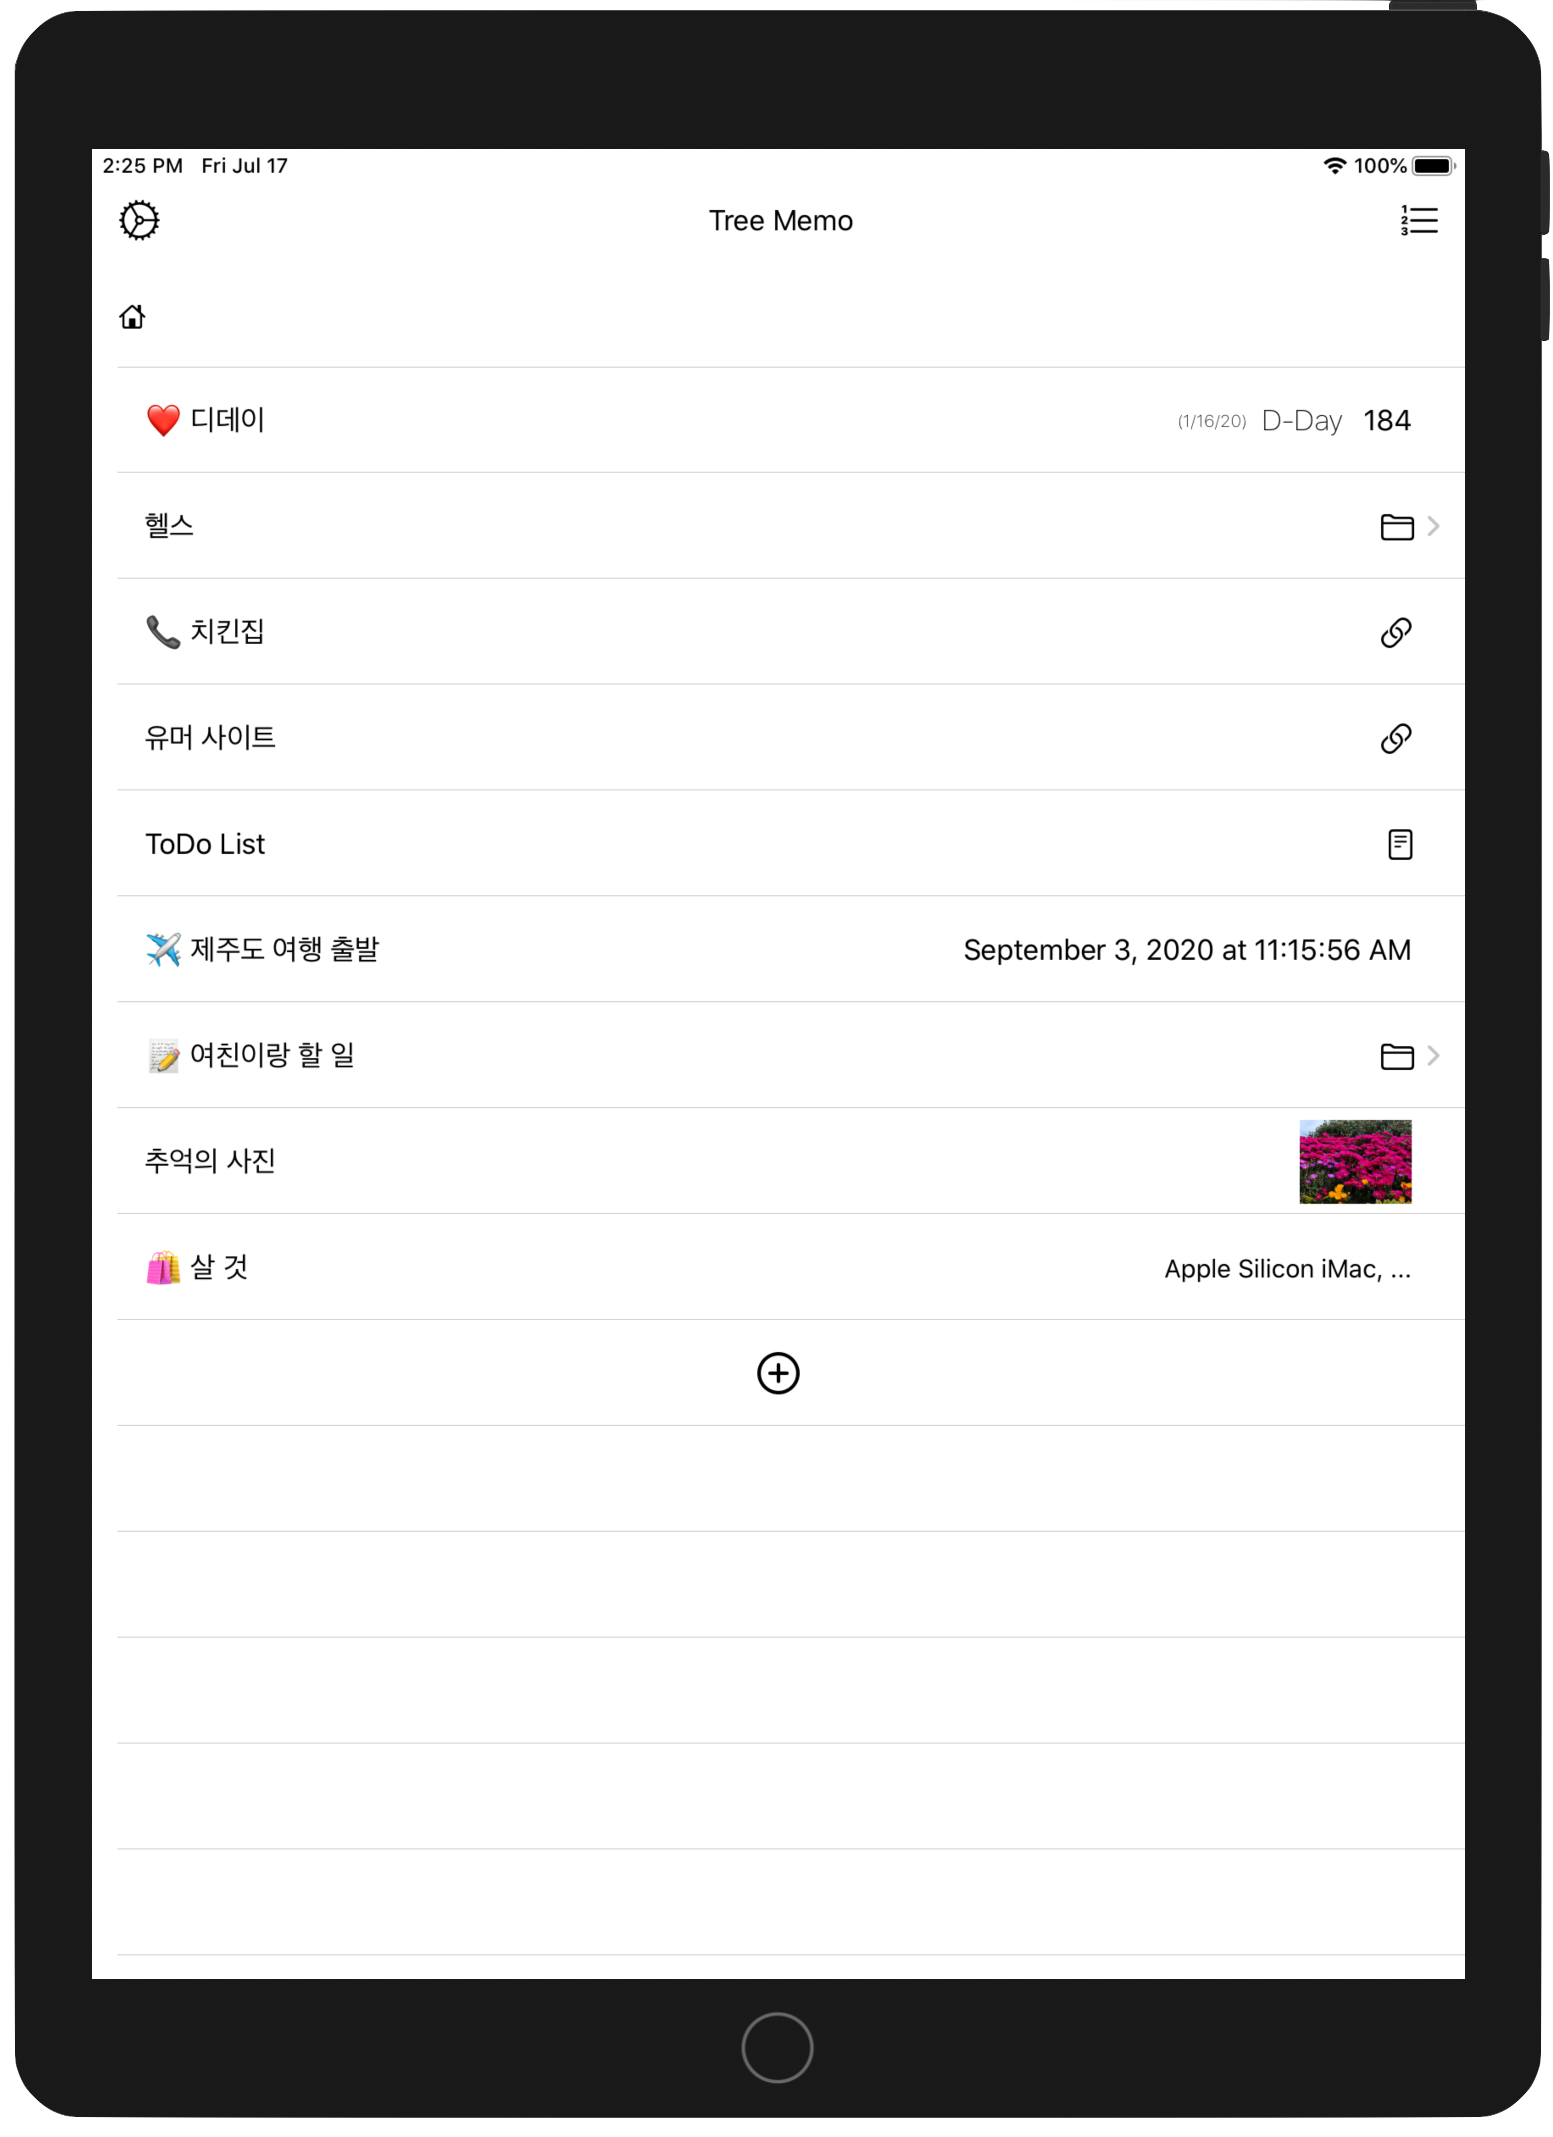 2:25 PM Fri Jul 17 100%
Tree Memo
1
2
3
❤️ 디데이 (1/16/20) D-Day 184
헬스
📞 치킨집
유머 사이트
ToDo List
✈️ 제주도 여행 출발 September 3, 2020 at 11:15:56 AM
📝 여친이랑 할 일
추억의 사진
🛍️ 살 것 Apple Silicon iMac, ...